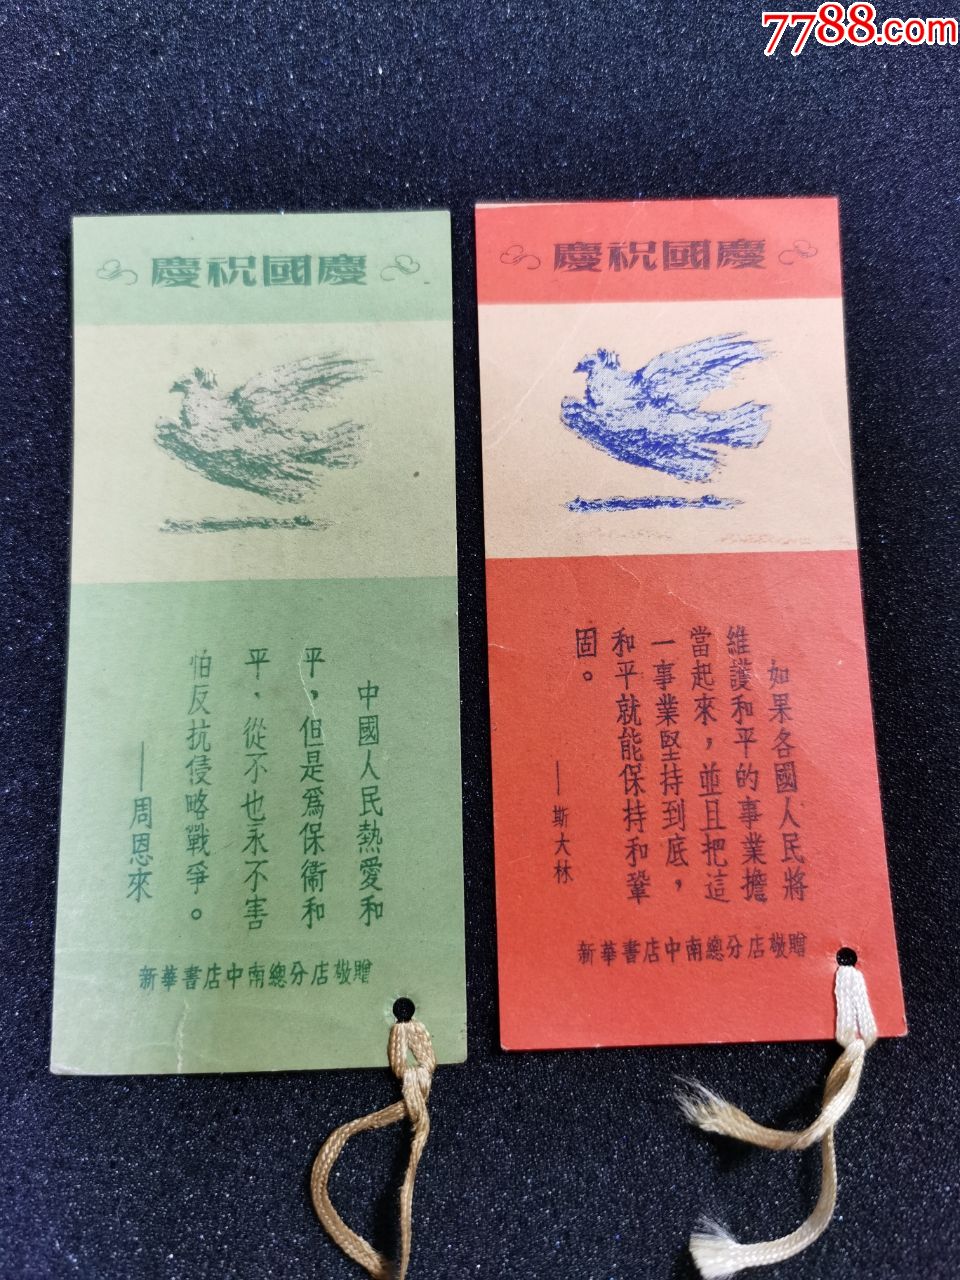 7788.com
慶祝國慶
中國人民熱愛和
平，但是爲保衞和
平，從不也永不害
怕反抗侵略戰爭。
——周恩來
新華書店中南總分店敬贈
慶祝國慶
如果各國人民將
維護和平的事業擔
當起來，並且把這
一事業堅持到底，
和平就能保持和鞏
固。
——斯大林
新華書店中南總分店敬贈